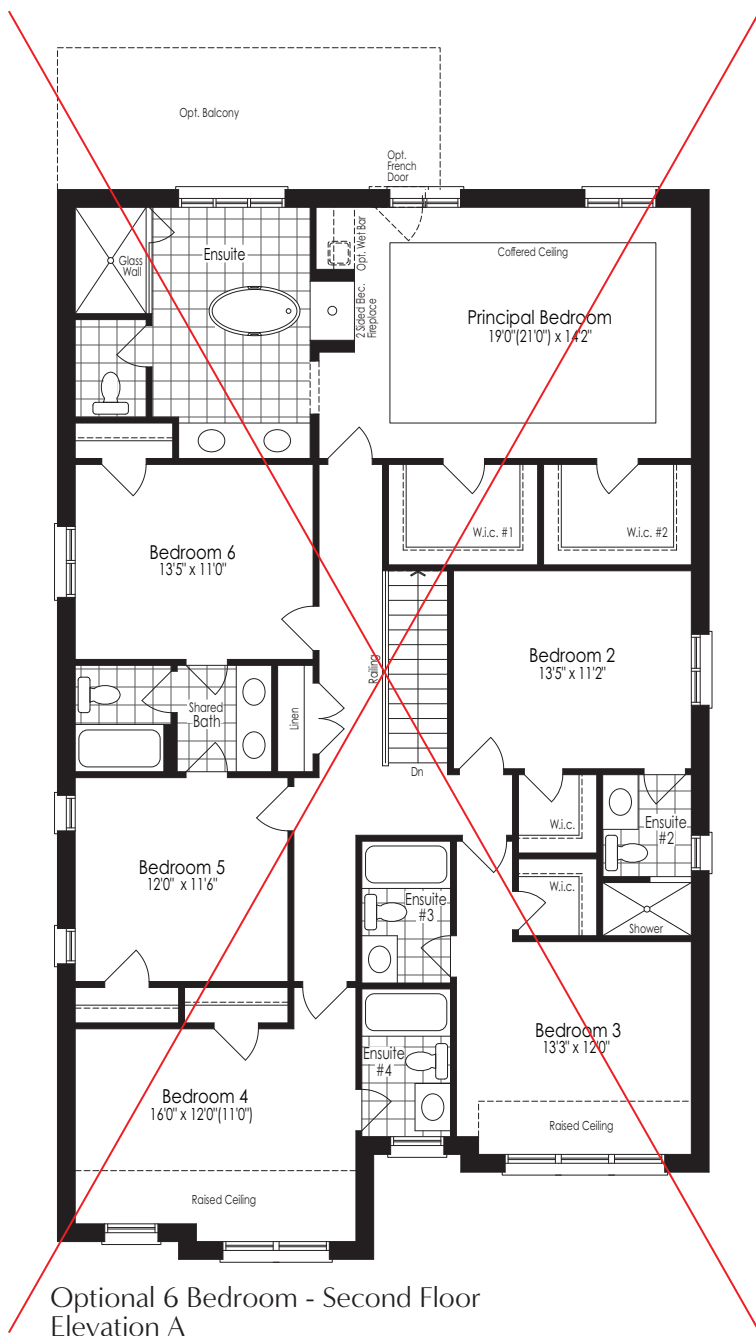 Opt. Balcony
Opt.
French
Door
Glass
Wall
Ensuite
Opt. Wet Bar
2 Sided Bec.
Fireplace
Coffered Ceiling
Principal Bedroom
19'0"(21'0") x 14'2"
W.i.c. #1
W.i.c. #2
Bedroom 6
13'5" x 11'0"
Bedroom 2
13'5" x 11'2"
Railing
Shared
Bath
Linen
Dn
W.i.c.
Ensuite
#2
Bedroom 5
12'0" x 11'6"
Ensuite
#3
W.i.c.
Shower
Bedroom 3
13'3" x 12'0"
Ensuite
#4
Bedroom 4
16'0" x 12'0"(11'0")
Raised Ceiling
Raised Ceiling
Optional 6 Bedroom - Second Floor
Elevation A